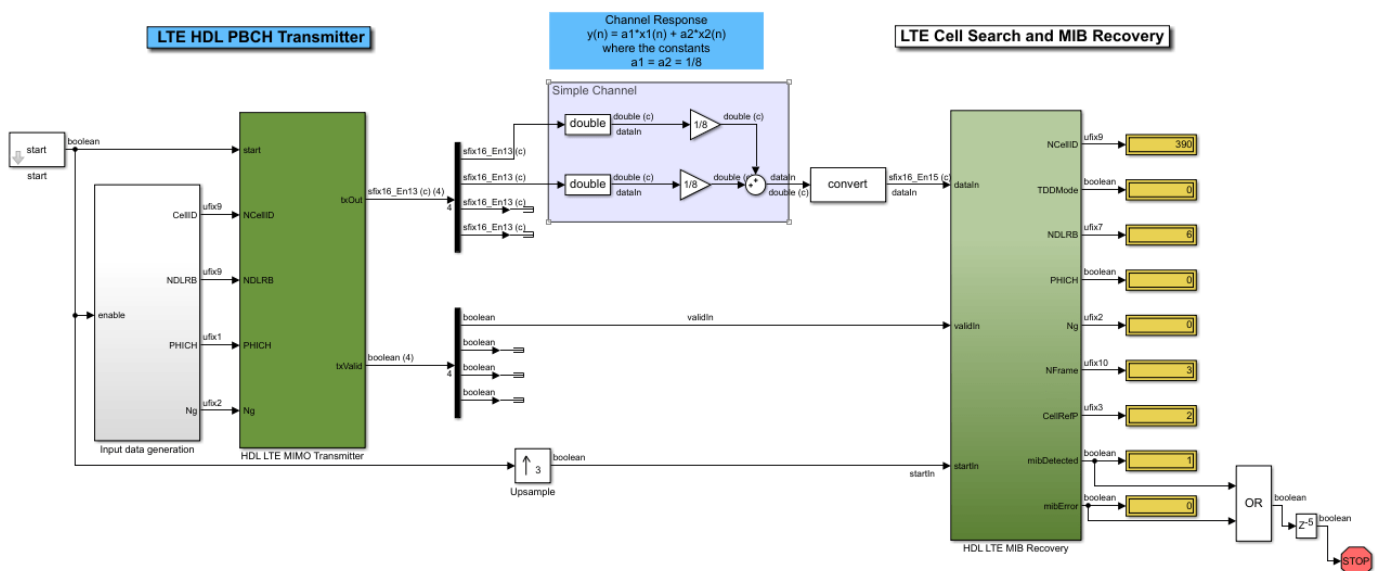 LTE HDL PBCH Transmitter
Channel Response
y(n) = a1*x1(n) + a2*x2(n)
where the constants
a1 = a2 = 1/8
LTE Cell Search and MIB Recovery
start
boolean
start
enable
CellID
NDLRB
PHICH
Ng
Input data generation
ufix9
ufix9
ufix1
ufix2
start
NCellID
NDLRB
PHICH
Ng
txOut
txValid
HDL LTE MIMO Transmitter
sfix16_En13 (c) (4)
4
boolean (4)
4
sfix16_En13 (c)
sfix16_En13 (c)
sfix16_En13 (c)
sfix16_En13 (c)
Simple Channel
double
double (c)
dataIn
1/8
double (c)
double
double (c)
dataIn
1/8
double (c)
+
+
dataIn
double (c)
convert
sfix16_En15 (c)
dataIn
boolean
boolean
boolean
boolean
validIn
3
boolean
Upsample
startIn
dataIn
validIn
startIn
NCellID
TDDMode
NDLRB
PHICH
Ng
NFrame
CellRefP
mibDetected
mibError
HDL LTE MIB Recovery
ufix9
390
boolean
0
ufix7
6
boolean
0
ufix2
0
ufix10
3
ufix3
2
boolean
1
boolean
0
OR
boolean
Z-5
boolean
STOP